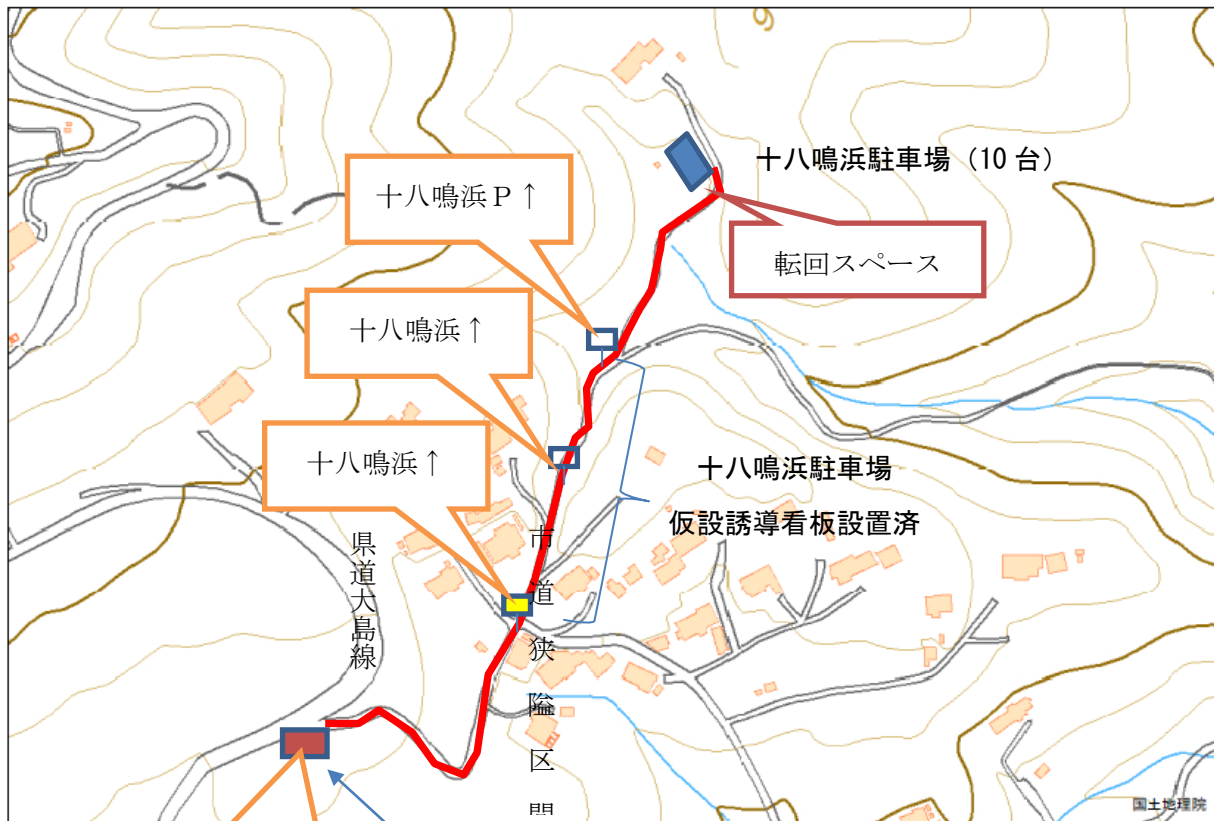 十八鳴浜駐車場（10 台）
十八鳴浜Ｐ↑
転回スペース
十八鳴浜↑
十八鳴浜↑
十八鳴浜駐車場
仮設誘導看板設置済
県道大島線
市道狭隘区間
国土地理院